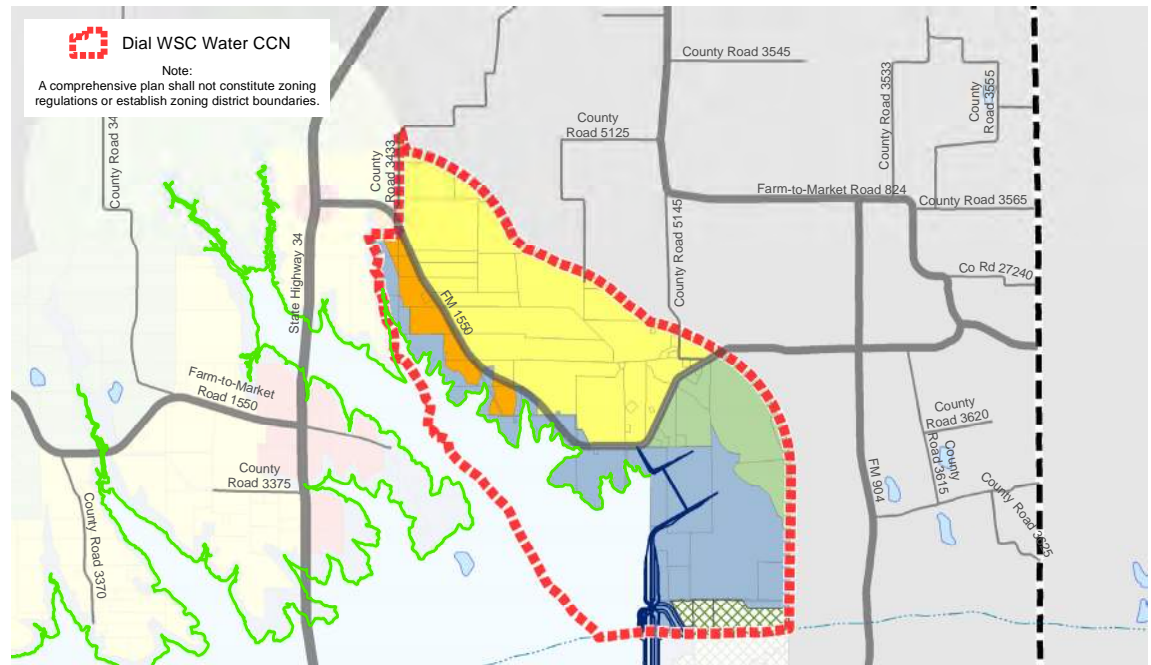 Dial WSC Water CCN
Note:
A comprehensive plan shall not constitute zoning
regulations or establish zoning district boundaries.
County Road 3545
County Road 3533
County
Road 3555
County
Road 5125
County Road 34
County
Road 3433
Farm-to-Market Road 824
County Road 3565
County Road 5145
Co Rd 27240
State Highway 34
FM 1550
Farm-to-Market
Road 1550
County
Road 3620
County
Road 3615
County
Road 3375
FM 904
County Road 3625
County Road 3370